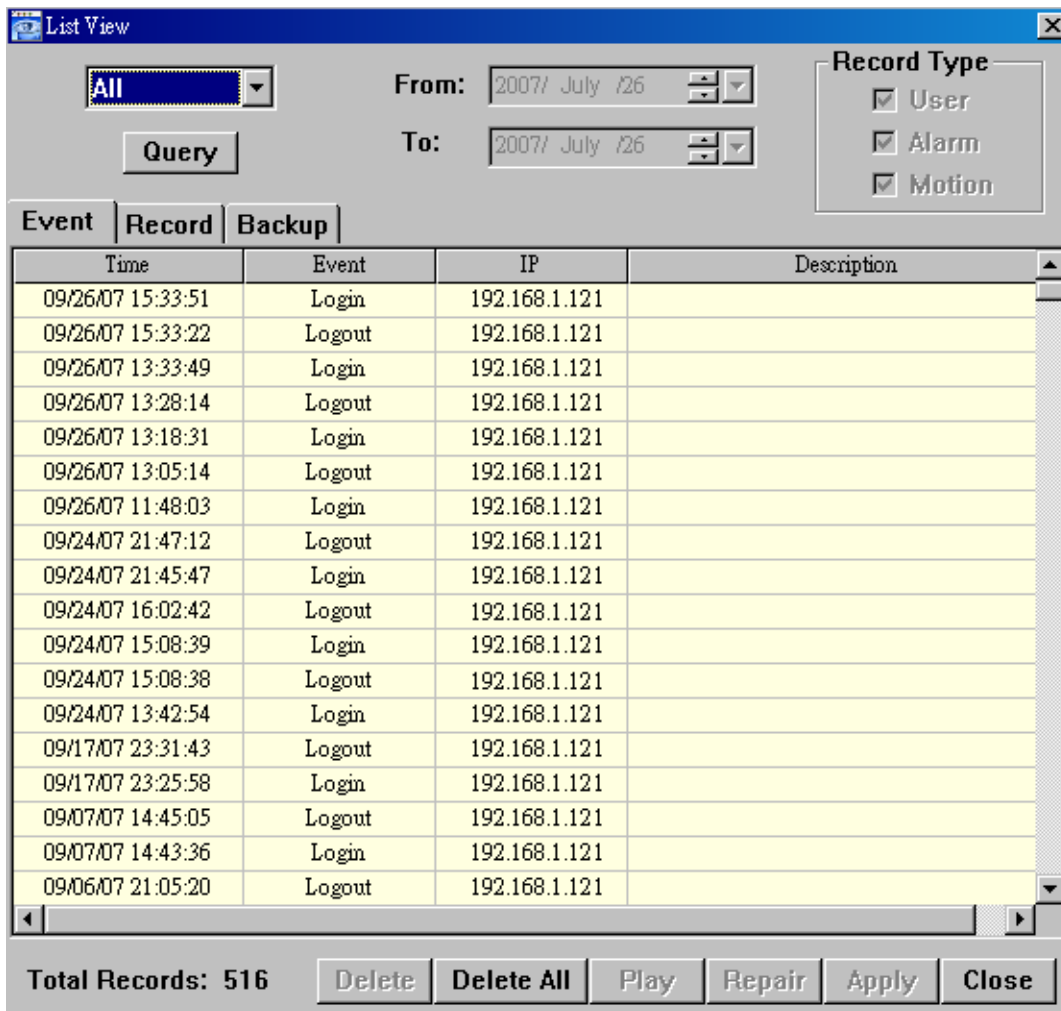 List View
All
From: 2007/ July /26
Record Type
User
Query
To: 2007/ July /26
Alarm
Motion
Event Record Backup
Time Event IP Description
09/26/07 15:33:51 Login 192.168.1.121
09/26/07 15:33:22 Logout 192.168.1.121
09/26/07 13:33:49 Login 192.168.1.121
09/26/07 13:28:14 Logout 192.168.1.121
09/26/07 13:18:31 Login 192.168.1.121
09/26/07 13:05:14 Logout 192.168.1.121
09/26/07 11:48:03 Login 192.168.1.121
09/24/07 21:47:12 Logout 192.168.1.121
09/24/07 21:45:47 Login 192.168.1.121
09/24/07 16:02:42 Logout 192.168.1.121
09/24/07 15:08:39 Login 192.168.1.121
09/24/07 15:08:38 Logout 192.168.1.121
09/24/07 13:42:54 Login 192.168.1.121
09/17/07 23:31:43 Logout 192.168.1.121
09/17/07 23:25:58 Login 192.168.1.121
09/07/07 14:45:05 Logout 192.168.1.121
09/07/07 14:43:36 Login 192.168.1.121
09/06/07 21:05:20 Logout 192.168.1.121
Total Records: 516 Delete Delete All Play Repair Apply Close